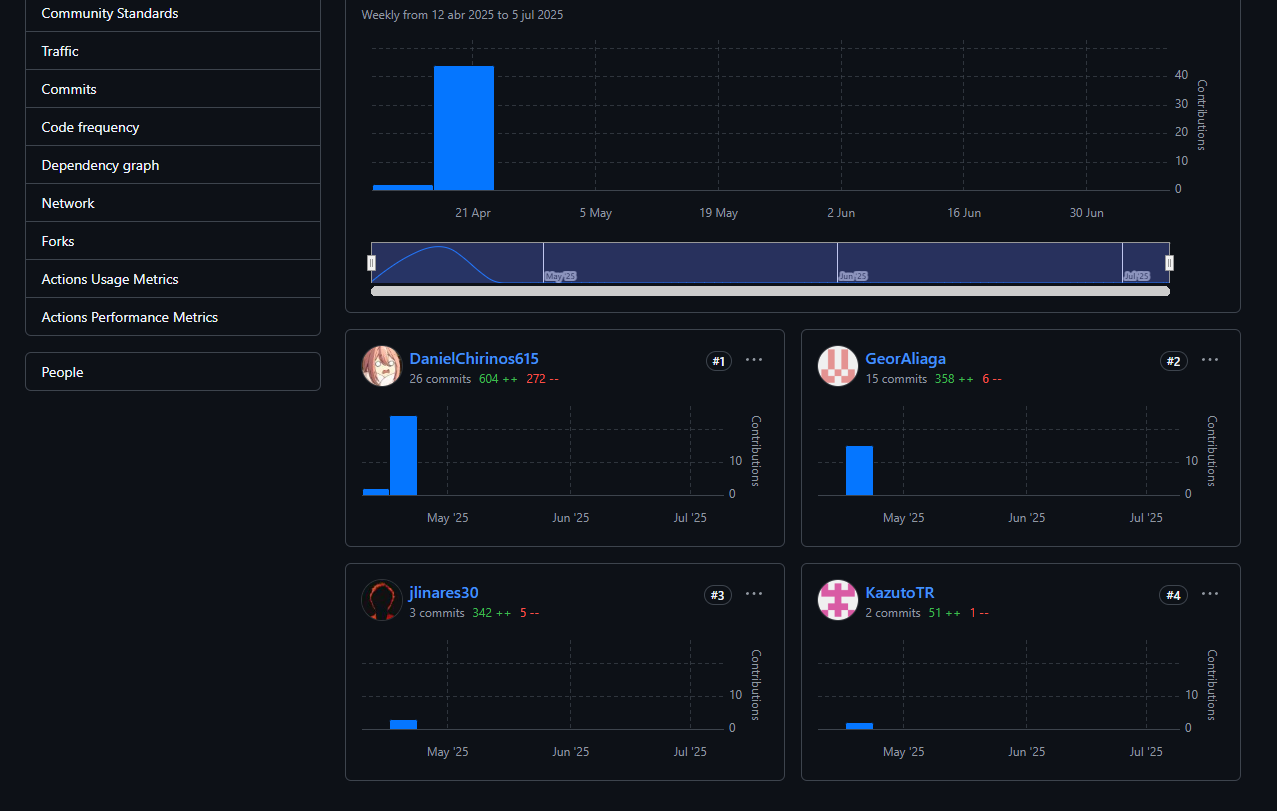 Community Standards
Traffic
Commits
Code frequency
Dependency graph
Network
Forks
Actions Usage Metrics
Actions Performance Metrics
People
Weekly from 12 abr 2025 to 5 jul 2025
40
30
20
10
0
Contributions
21 Apr 5 May 19 May 2 Jun 16 Jun 30 Jun
May '25 Jun '25 Jul '25
DanielChirinos615 #1 ···
26 commits 604 ++ 272 --
10
0
Contributions
May '25 Jun '25 Jul '25
GeorAliaga #2 ···
15 commits 358 ++ 6 --
10
0
Contributions
May '25 Jun '25 Jul '25
jlinares30 #3 ···
3 commits 342 ++ 5 --
10
0
Contributions
May '25 Jun '25 Jul '25
KazutoTR #4 ···
2 commits 51 ++ 1 --
10
0
Contributions
May '25 Jun '25 Jul '25